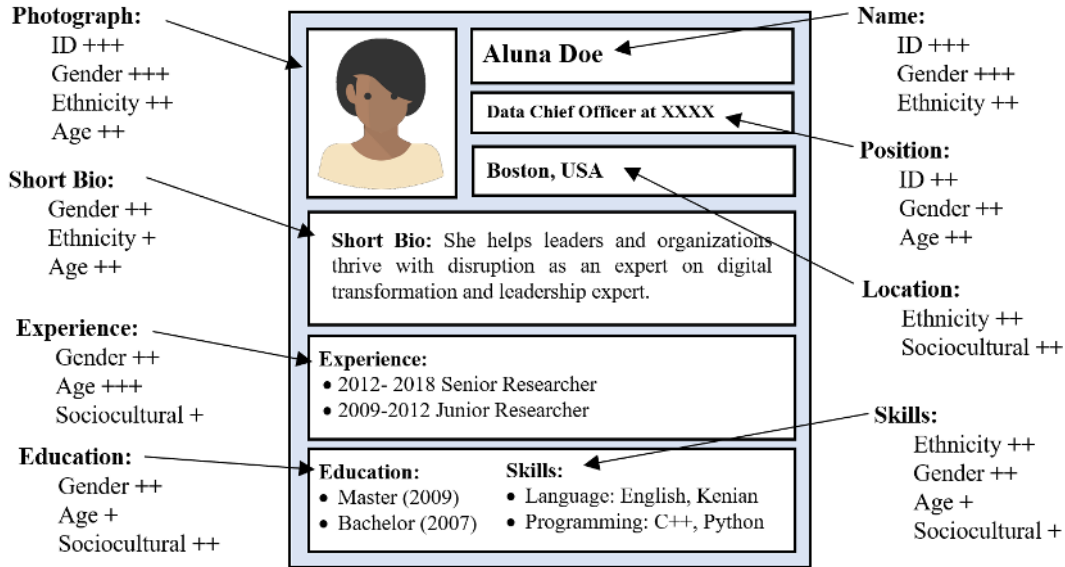 Photograph:
ID +++
Gender +++
Ethnicity ++
Age ++
Short Bio:
Gender ++
Ethnicity +
Age ++
Experience:
Gender ++
Age +++
Sociocultural +
Education:
Gender ++
Age +
Sociocultural ++
Aluna Doe
Data Chief Officer at XXXX
Boston, USA
Short Bio: She helps leaders and organizations
thrive with disruption as an expert on digital
transformation and leadership expert.
Experience:
• 2012- 2018 Senior Researcher
• 2009-2012 Junior Researcher
Education:
• Master (2009)
• Bachelor (2007)
Skills:
• Language: English, Kenian
• Programming: C++, Python
Name:
ID +++
Gender +++
Ethnicity ++
Position:
ID ++
Gender ++
Age ++
Location:
Ethnicity ++
Sociocultural ++
Skills:
Ethnicity ++
Gender ++
Age +
Sociocultural +